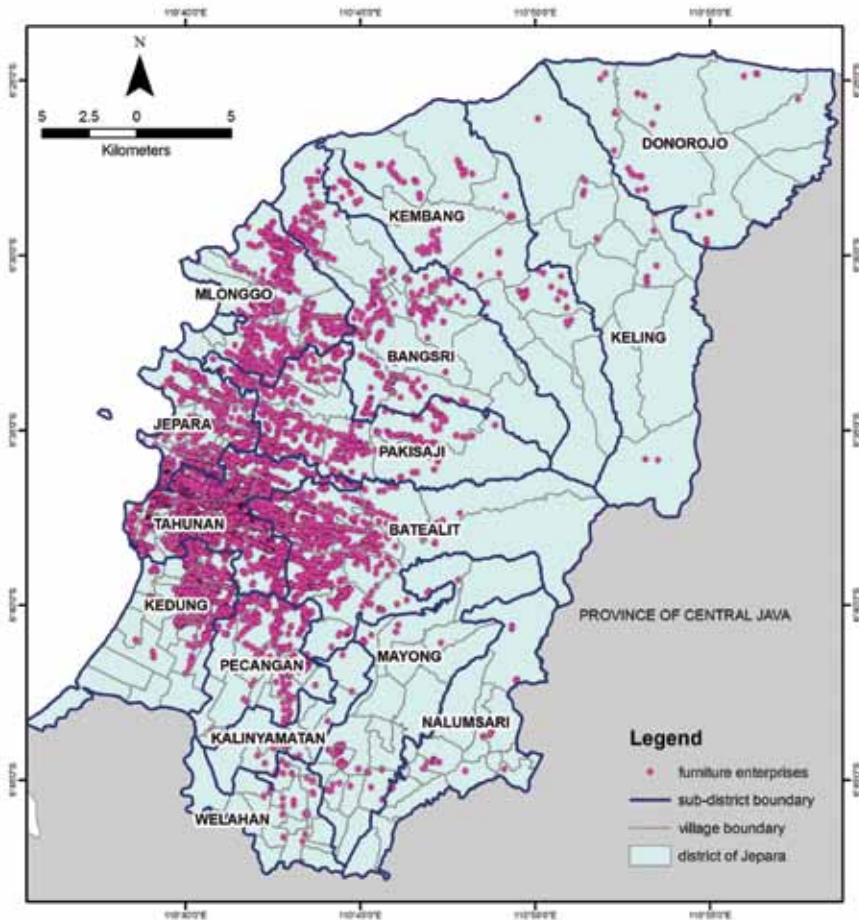 N
5 2.5 0 5
Kilometers
DONOROJO
KEMBANG
MLONGGO
KELING
BANGSRI
JEPARA
PAKISAJI
TAHUNAN
BATEALIT
KEDUNG
PROVINCE OF CENTRAL JAVA
PECANGAN
MAYONG
NALUMSARI
KALINYAMATAN
WELAHAN
Legend
furniture enterprises
sub-district boundary
village boundary
district of Jepara